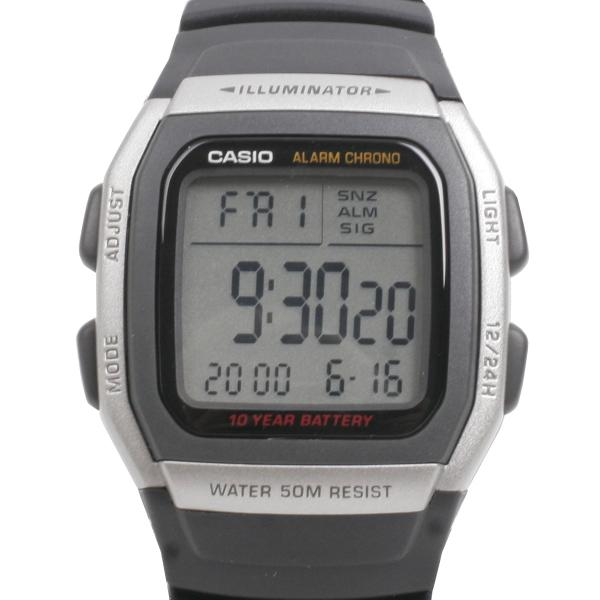 ILLUMINATOR
CASIO ALARM CHRONO
ADJUST
LIGHT
FRI
SNZ
ALM
SIG
9:30 20
MODE
12/24H
20:00 6-16
10 YEAR BATTERY
WATER 50M RESIST